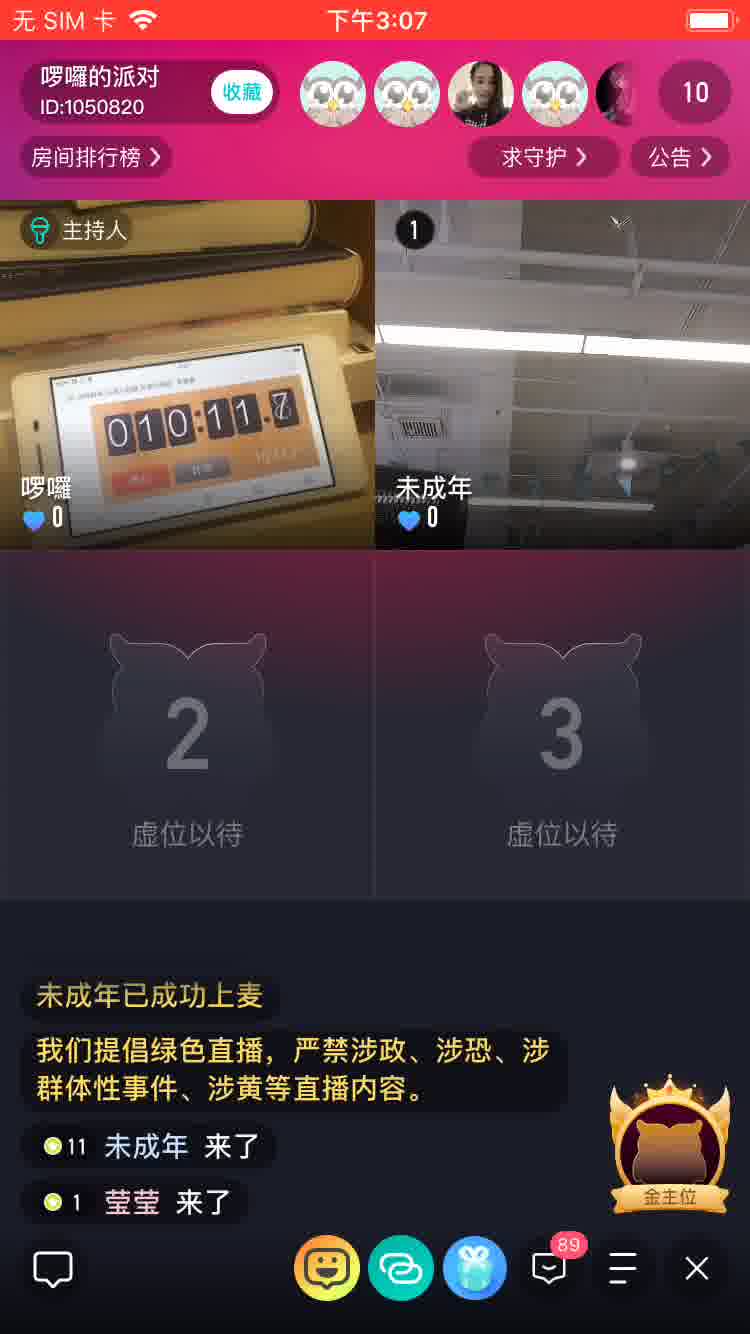 无 SIM 卡
下午3:07
啰囉的派对
ID:1050820
收藏
10
房间排行榜
求守护
公告
主持人
1
010:11.
啰囉
0
未成年
0
2
虚位以待
3
虚位以待
未成年已成功上麦
我们提倡绿色直播，严禁涉政、涉恐、涉
群体性事件、涉黄等直播内容。
11 未成年 来了
1 莹莹 来了
金主位
89